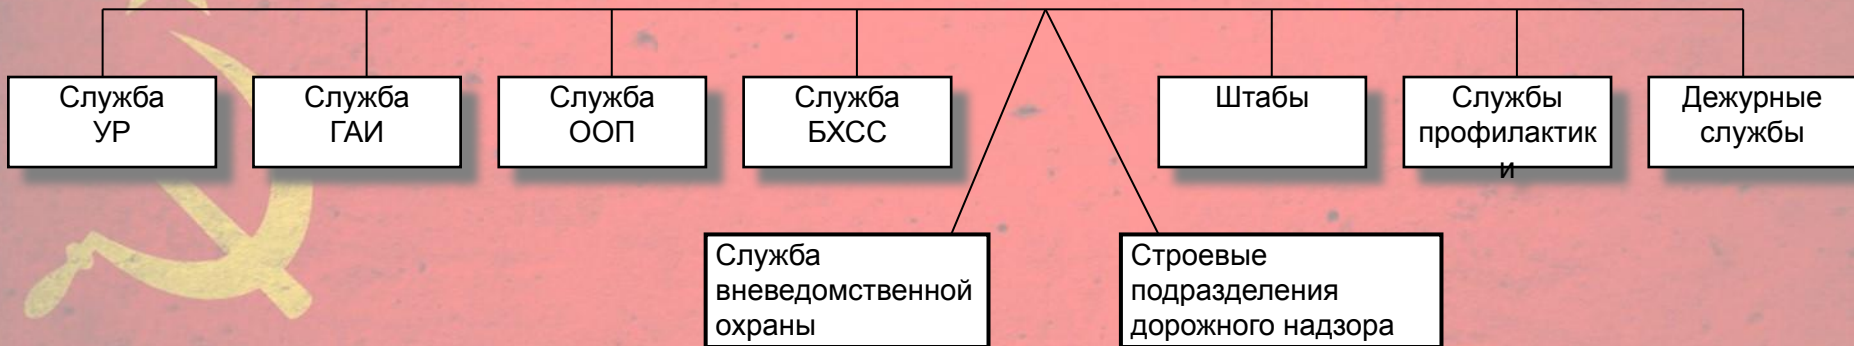 Служба
УР
Служба
ГАИ
Служба
ООП
Служба
БХСС
Штабы
Службы
профилактик
и
Дежурные
службы
Служба
вневедомственной
охраны
Строевые
подразделения
дорожного надзора